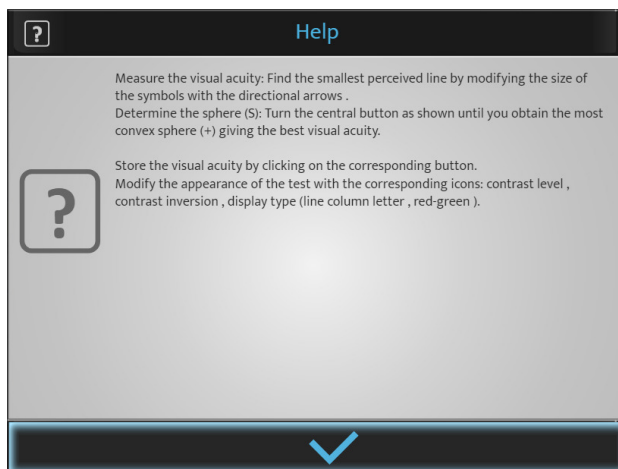 ?
Help
Measure the visual acuity: Find the smallest perceived line by modifying the size of
the symbols with the directional arrows .
Determine the sphere (S): Turn the central button as shown until you obtain the most
convex sphere (+) giving the best visual acuity.
Store the visual acuity by clicking on the corresponding button.
Modify the appearance of the test with the corresponding icons: contrast level ,
contrast inversion , display type (line column letter , red-green ).
?